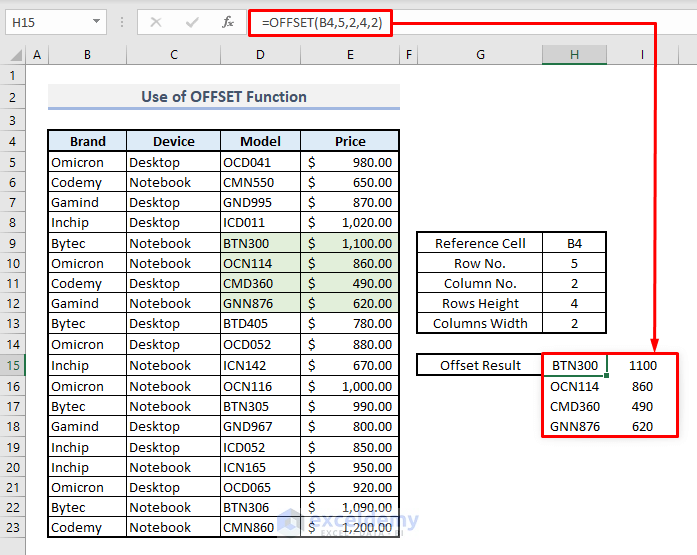 H15 fx =OFFSET(B4,5,2,4,2)
A B C D E F G H I
1
2 Use of OFFSET Function
3
4 Brand Device Model Price
5 Omicron Desktop OCD041 $ 980.00
6 Codemy Notebook CMN550 $ 650.00
7 Gamind Desktop GND995 $ 870.00
8 Inchip Desktop ICD011 $ 1,020.00
9 Bytec Notebook BTN300 $ 1,100.00 Reference Cell B4
10 Omicron Notebook OCN114 $ 860.00 Row No. 5
11 Codemy Desktop CMD360 $ 490.00 Column No. 2
12 Gamind Notebook GNN876 $ 620.00 Rows Height 4
13 Bytec Desktop BTD405 $ 780.00 Columns Width 2
14 Omicron Desktop OCD052 $ 880.00
15 Inchip Notebook ICN142 $ 670.00 Offset Result BTN300 1100
16 Omicron Notebook OCN116 $ 1,000.00 OCN114 860
17 Bytec Notebook BTN305 $ 990.00 CMD360 490
18 Gamind Desktop GND967 $ 800.00 GNN876 620
19 Inchip Desktop ICD052 $ 850.00
20 Inchip Notebook ICN165 $ 950.00
21 Omicron Desktop OCD065 $ 920.00
22 Bytec Notebook BTN306 $ 1,090.00
23 Codemy Notebook CMN860 $ 1,200.00
exceldemy
EXCEL · DATA · BI